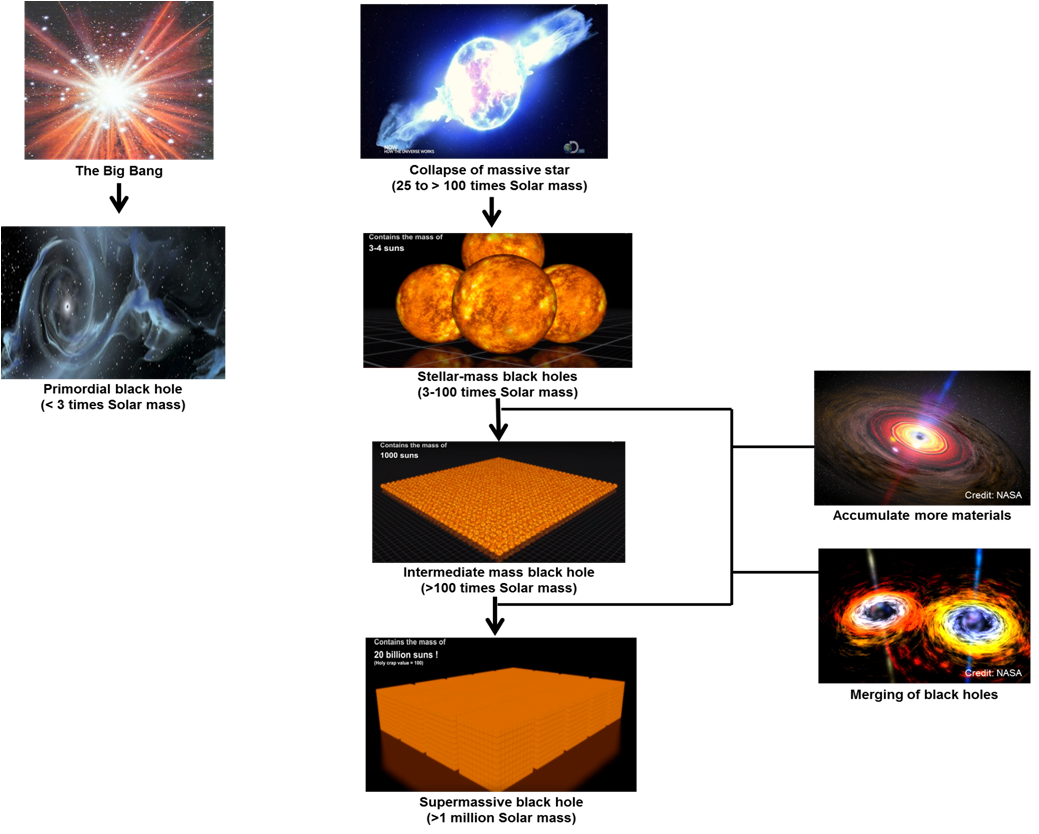 The Big Bang
Primordial black hole
(< 3 times Solar mass)
NOW
HOW THE UNIVERSE WORKS
Collapse of massive star
(25 to > 100 times Solar mass)
Contains the mass of
3-4 suns
Stellar-mass black holes
(3-100 times Solar mass)
Contains the mass of
1000 suns
Intermediate mass black hole
(>100 times Solar mass)
Contains the mass of
20 billion suns !
(Holy crap value = 100)
Supermassive black hole
(>1 million Solar mass)
Credit: NASA
Accumulate more materials
Credit: NASA
Merging of black holes